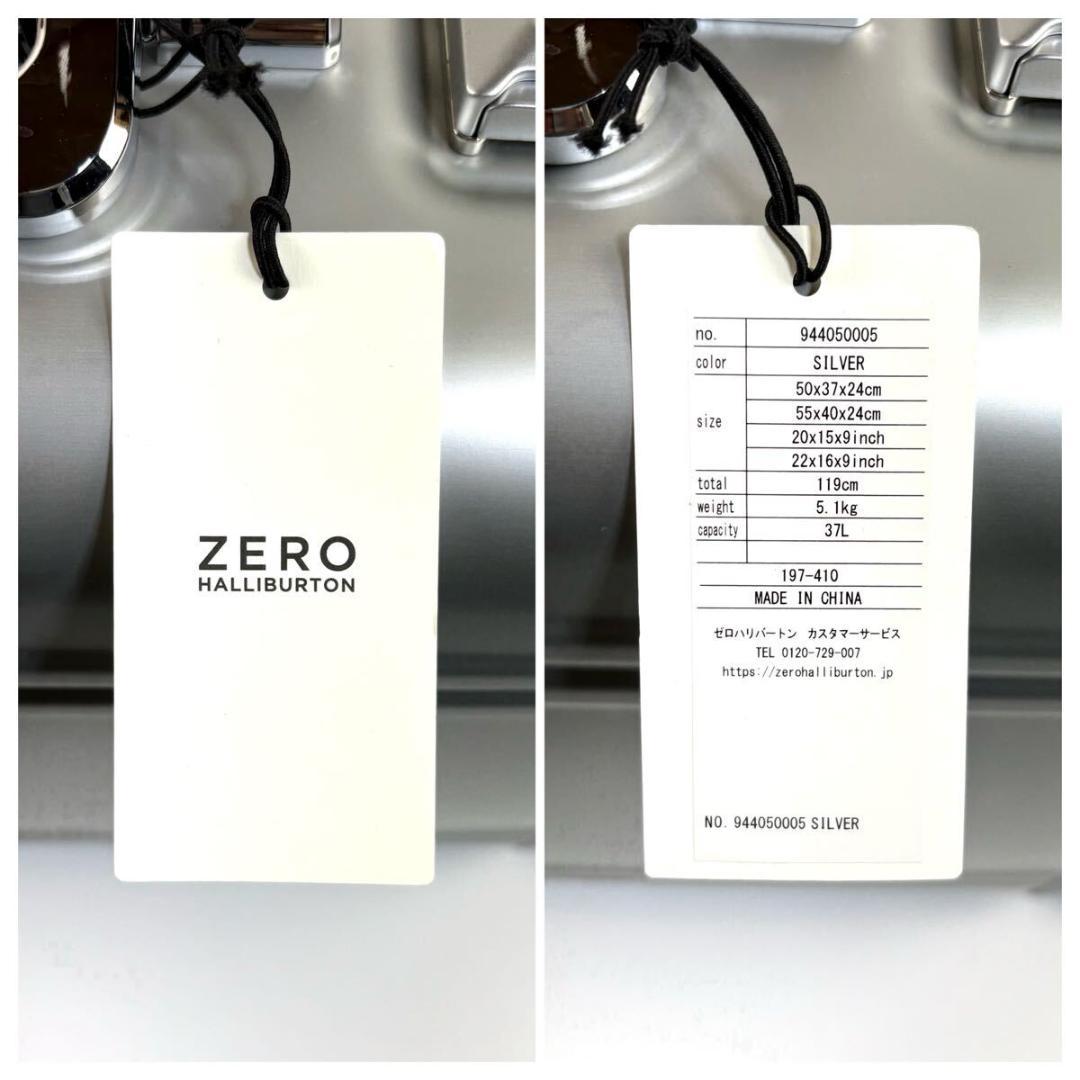 ZERO
HALLIBURTON
no. 944050005
color SILVER
size 50x37x24cm
55x40x24cm
20x15x9inch
22x16x9inch
total 119cm
weight 5.1kg
capacity 37L
197-410
MADE IN CHINA
ゼロハリバートン カスタマーサービス
TEL 0120-729-007
https://zerohalliburton.jp
NO. 944050005 SILVER